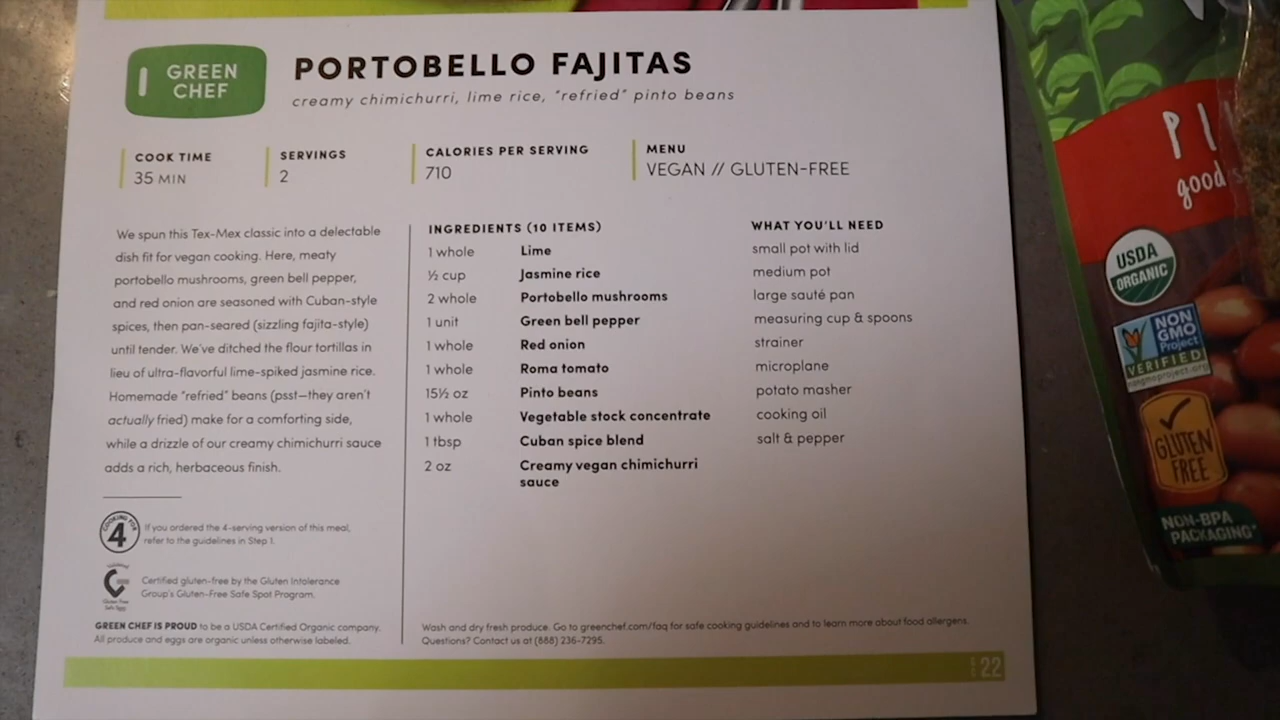 GREEN
CHEF
PORTOBELLO FAJITAS
creamy chimichurri, lime rice, "refried" pinto beans
COOK TIME
35 MIN
SERVINGS
2
CALORIES PER SERVING
710
MENU
VEGAN // GLUTEN-FREE
We spun this Tex-Mex classic into a delectable
dish fit for vegan cooking. Here, meaty
portobello mushrooms, green bell pepper,
and red onion are seasoned with Cuban-style
spices, then pan-seared (sizzling fajita-style)
until tender. We've ditched the flour tortillas in
lieu of ultra-flavorful lime-spiked jasmine rice.
Homemade "refried" beans (psst—they aren't
actually fried) make for a comforting side,
while a drizzle of our creamy chimichurri sauce
adds a rich, herbaceous finish.
COOKING FOR
4
If you ordered the 4-serving version of this meal,
refer to the guidelines in Step 1.
Certified gluten-free by the Gluten Intolerance
Group's Gluten-Free Safe Spot Program.
GREEN CHEF IS PROUD to be a USDA Certified Organic company.
All produce and eggs are organic unless otherwise labeled.
INGREDIENTS (10 ITEMS)
1 whole Lime
½ cup Jasmine rice
2 whole Portobello mushrooms
1 unit Green bell pepper
1 whole Red onion
1 whole Roma tomato
15½ oz Pinto beans
1 whole Vegetable stock concentrate
1 tbsp Cuban spice blend
2 oz Creamy vegan chimichurri
sauce
WHAT YOU'LL NEED
small pot with lid
medium pot
large sauté pan
measuring cup & spoons
strainer
microplane
potato masher
cooking oil
salt & pepper
Wash and dry fresh produce. Go to greenchef.com/faq for safe cooking guidelines and to learn more about food allergens.
Questions? Contact us at (888) 236-7295.
22
PI
good
USDA
ORGANIC
NON
GMO
Project
VERIFIED
nongmoproject.org
GLUTEN
FREE
NON-BPA
PACKAGING*